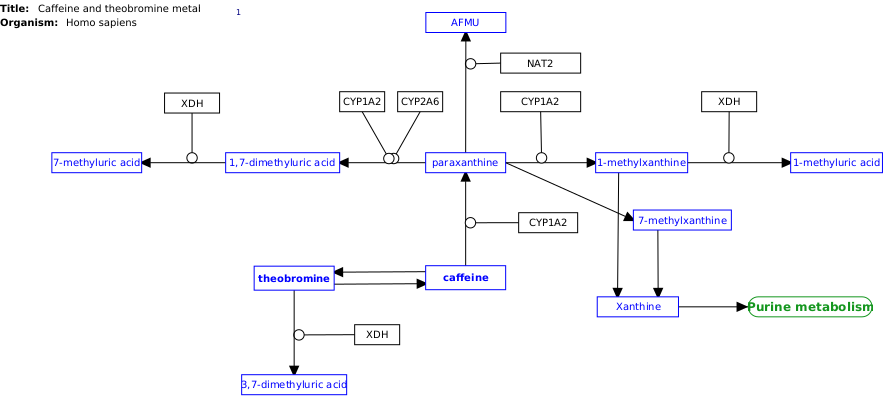 Title: Caffeine and theobromine metal
1
Organism: Homo sapiens
AFMU
NAT2
XDH
CYP1A2
CYP2A6
CYP1A2
XDH
7-methyluric acid
1,7-dimethyluric acid
paraxanthine
1-methylxanthine
1-methyluric acid
CYP1A2
7-methylxanthine
theobromine
caffeine
Xanthine
Purine metabolism
XDH
3,7-dimethyluric acid